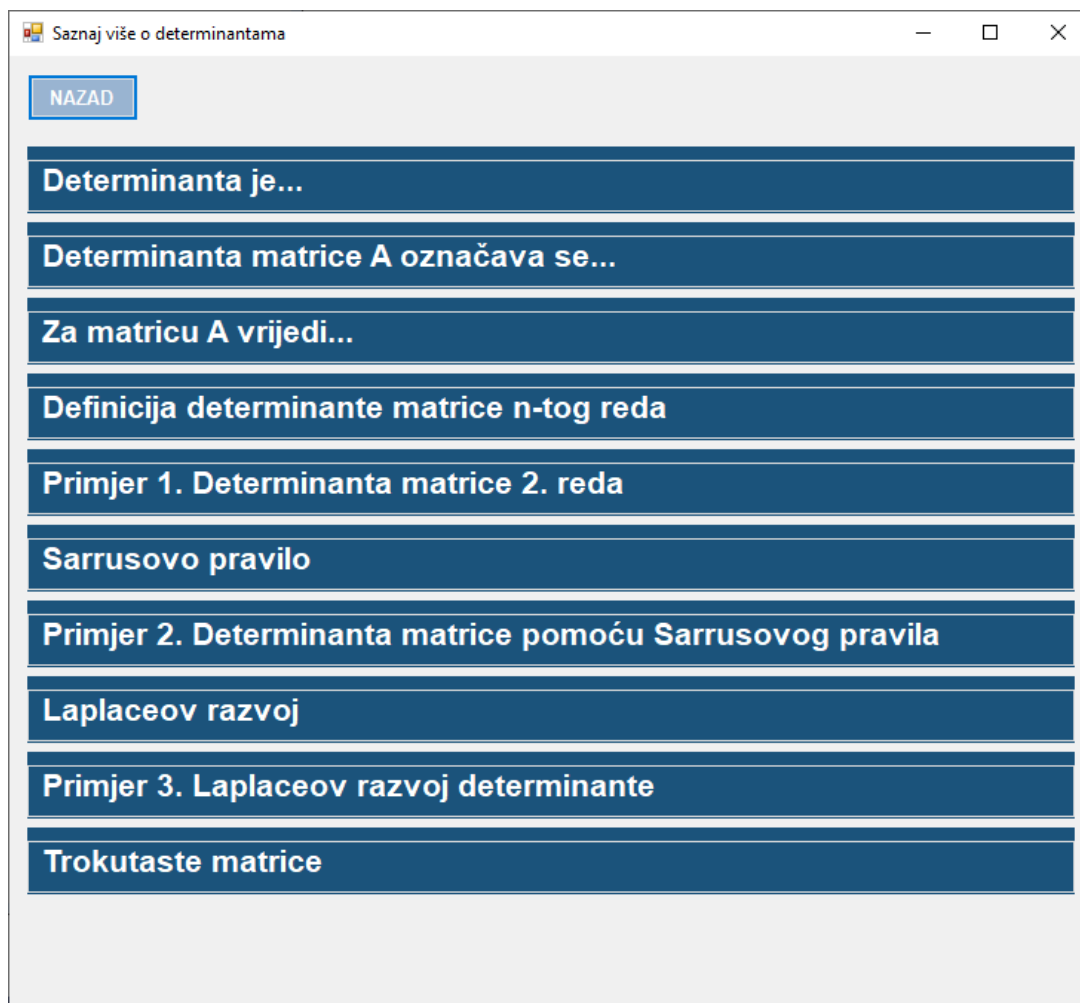 Saznaj više o determinantama
NAZAD
Determinanta je...
Determinanta matrice A označava se...
Za matricu A vrijedi...
Definicija determinante matrice n-tog reda
Primjer 1. Determinanta matrice 2. reda
Sarrusovo pravilo
Primjer 2. Determinanta matrice pomoću Sarrusovog pravila
Laplaceov razvoj
Primjer 3. Laplaceov razvoj determinante
Trokutaste matrice